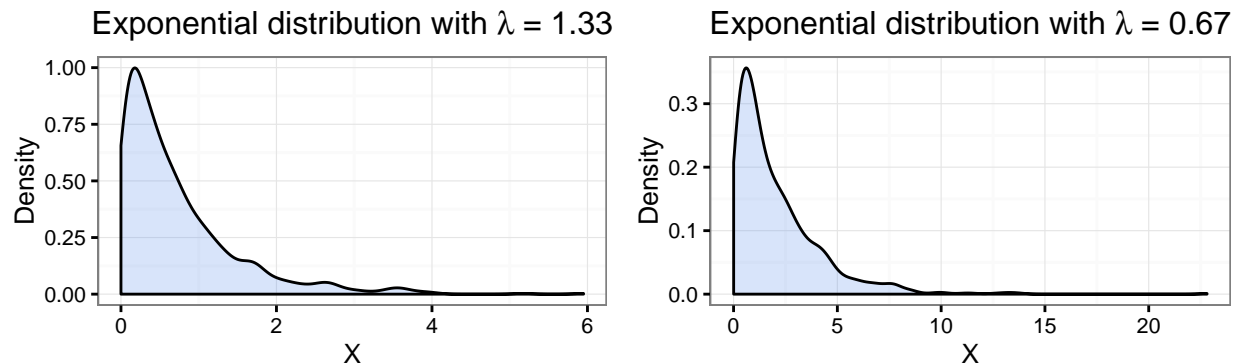 Exponential distribution with λ = 1.33
1.00
0.75
0.50
0.25
0.00
Density
0 2 4 6
X
Exponential distribution with λ = 0.67
0.3
0.2
0.1
0.0
Density
0 5 10 15 20
X